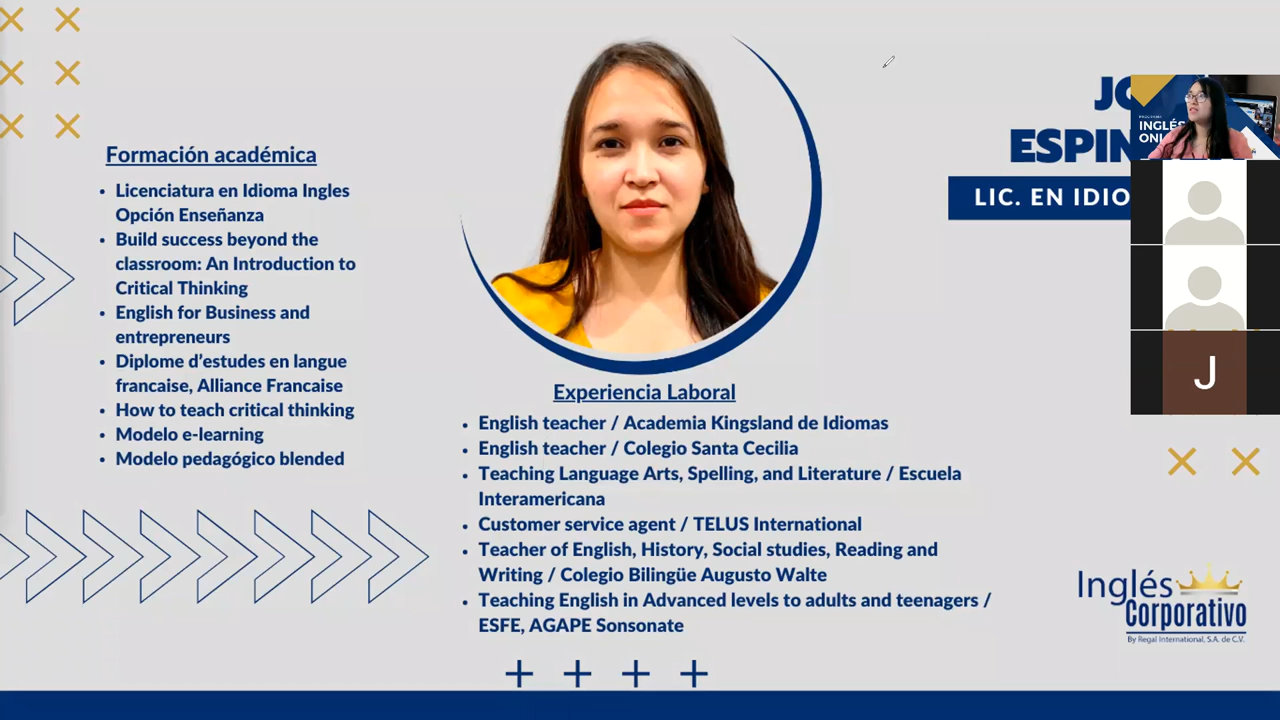 Formación académica
Licenciatura en Idioma Ingles
Opción Enseñanza
Build success beyond the
classroom: An Introduction to
Critical Thinking
English for Business and
entrepreneurs
Diplome d’estudes en langue
francaise, Alliance Francaise
How to teach critical thinking
Modelo e-learning
Modelo pedagógico blended
Experiencia Laboral
English teacher / Academia Kingsland de Idiomas
English teacher / Colegio Santa Cecilia
Teaching Language Arts, Spelling, and Literature / Escuela
Interamericana
Customer service agent / TELUS International
Teacher of English, History, Social studies, Reading and
Writing / Colegio Bilingüe Augusto Walte
Teaching English in Advanced levels to adults and teenagers /
ESFE, AGAPE Sonsonate
LIC. EN
INGLÉS
J
Inglés
Corporativo
By Regal International, S.A. de C.V.